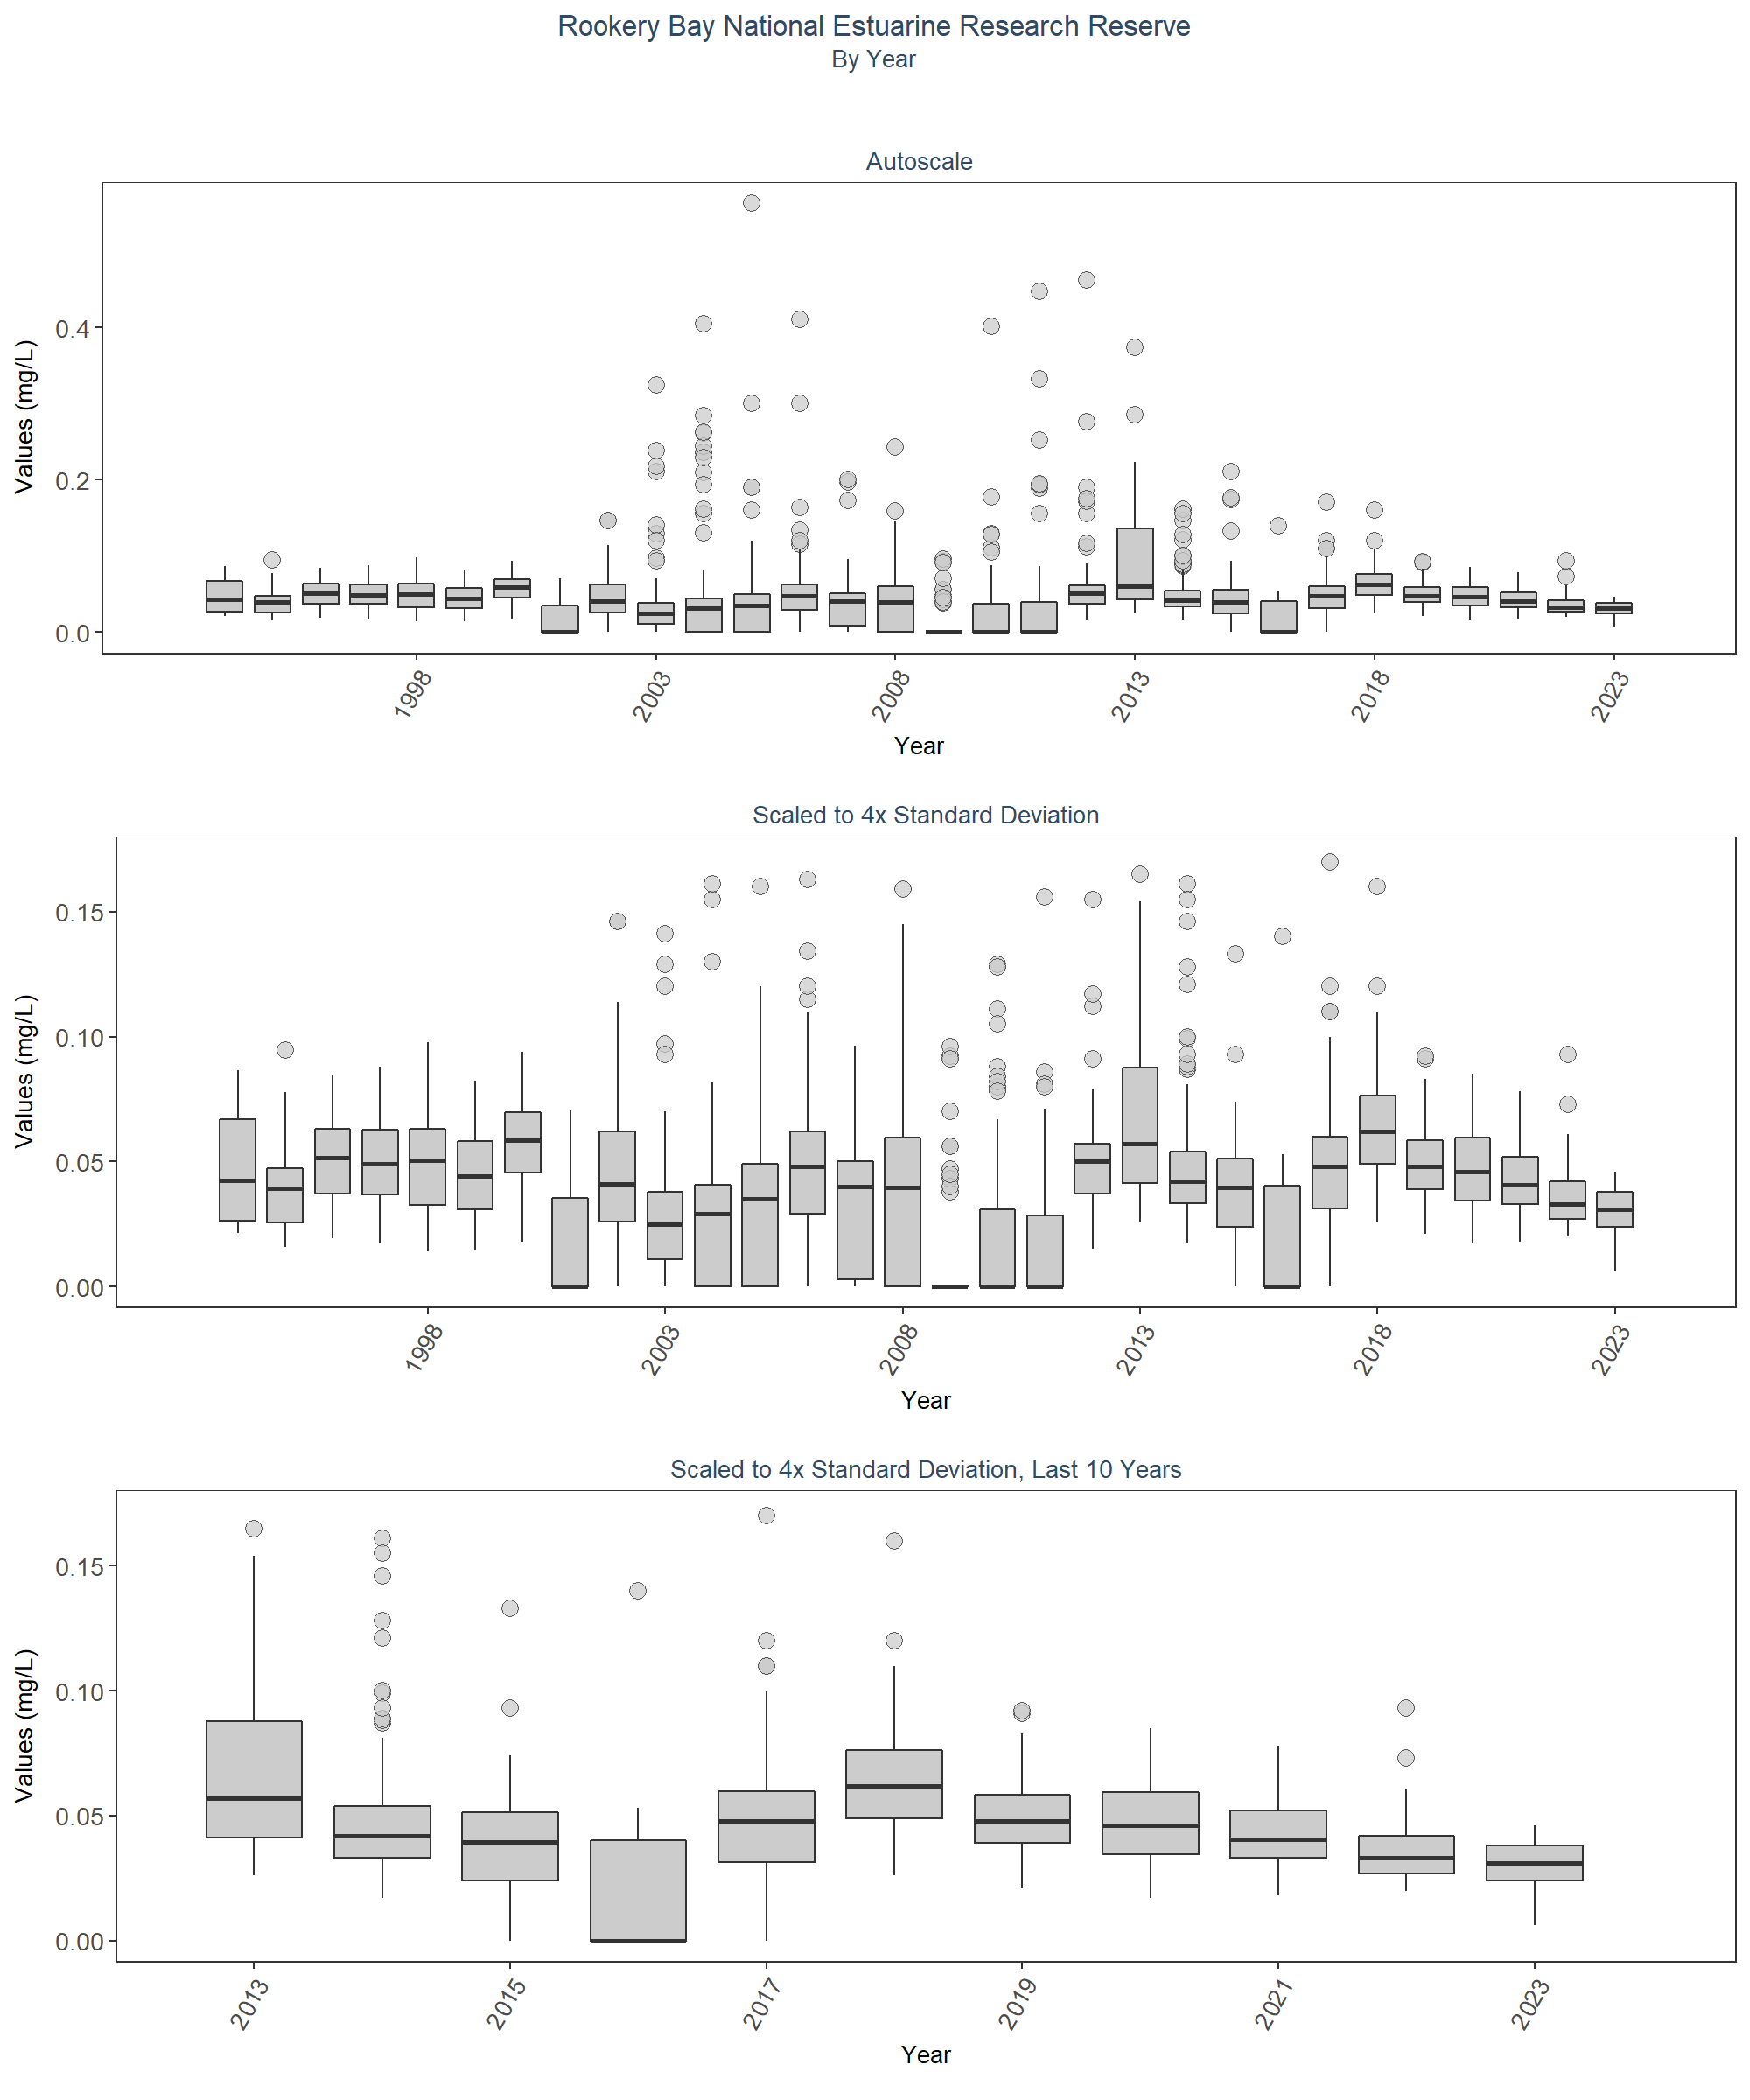 Rookery Bay National Estuarine Research Reserve
By Year
Autoscale
Values (mg/L)
0.4
0.2
0.0
1998 2003 2008 2013 2018 2023
Year
Scaled to 4x Standard Deviation
Values (mg/L)
0.15
0.10
0.05
0.00
1998 2003 2008 2013 2018 2023
Year
Scaled to 4x Standard Deviation, Last 10 Years
Values (mg/L)
0.15
0.10
0.05
0.00
2013 2015 2017 2019 2021 2023
Year